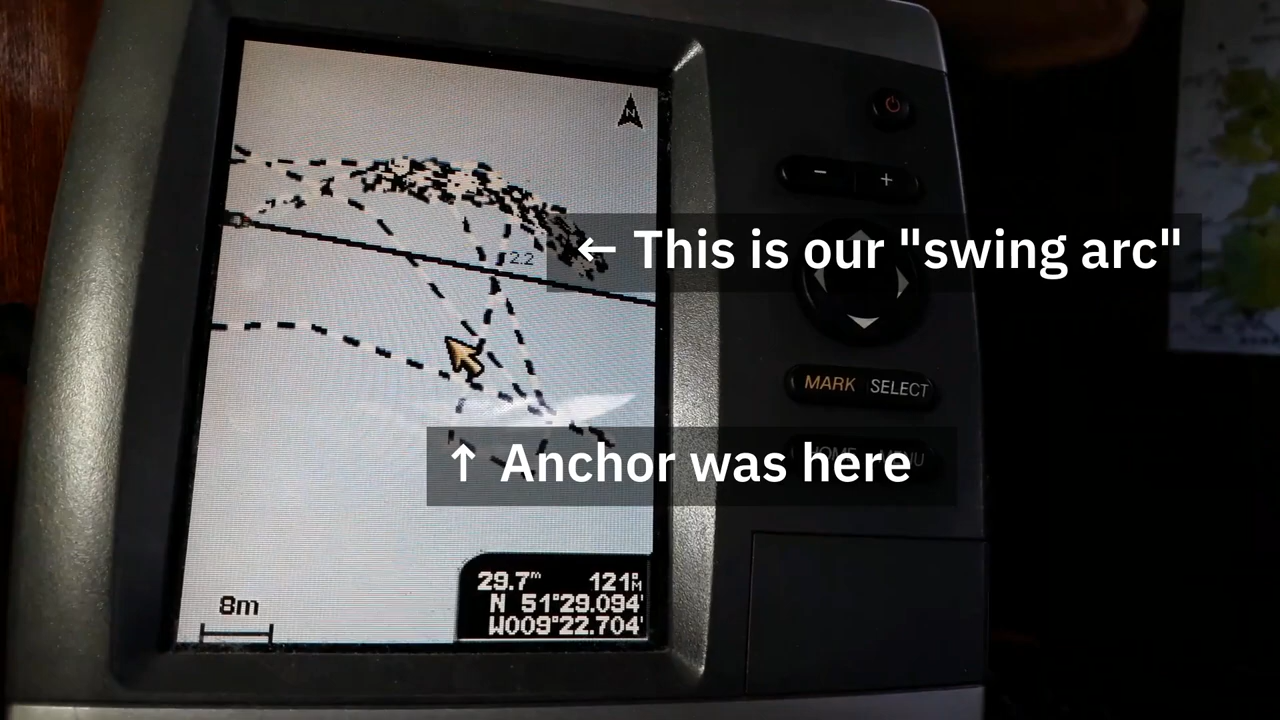 N
2.2
← This is our "swing arc"
MARK SELECT
↑ Anchor was here
8m
29.7m 121°M
N 51°29.094'
W009°22.704'